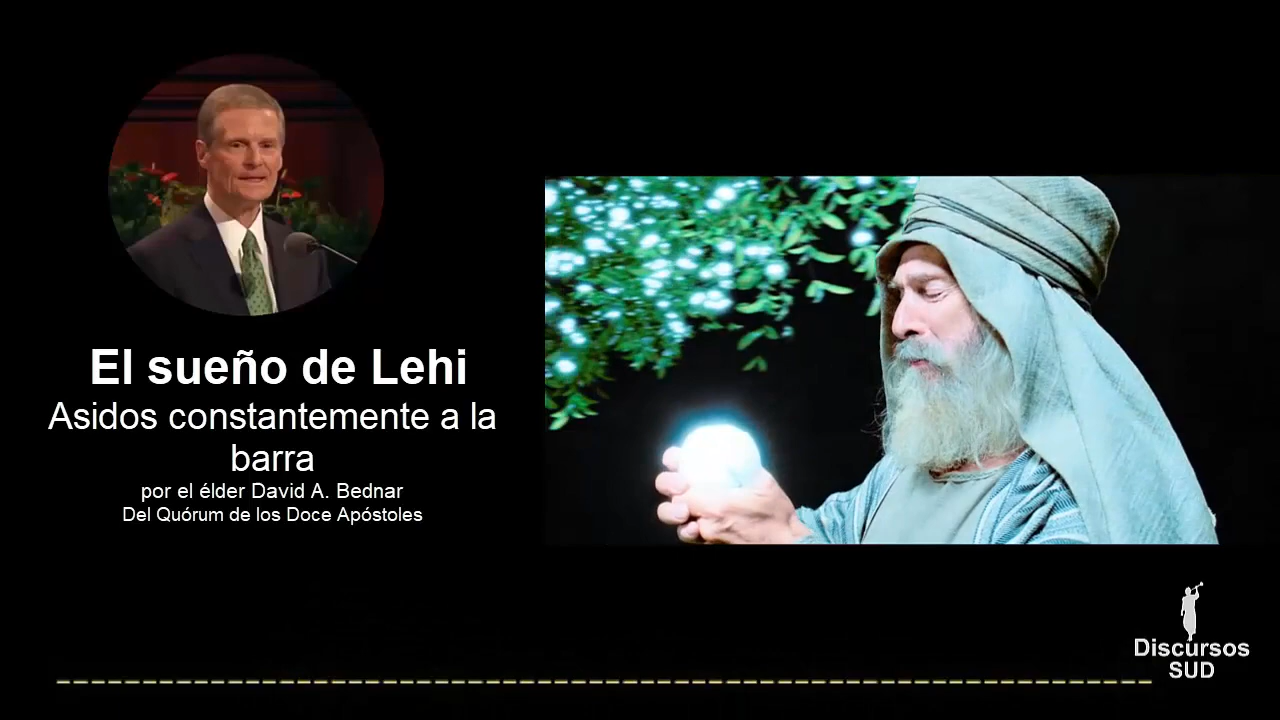 El sueño de Lehi
Asidos constantemente a la
barra
por el élder David A. Bednar
Del Quórum de los Doce Apóstoles
Discursos
SUD